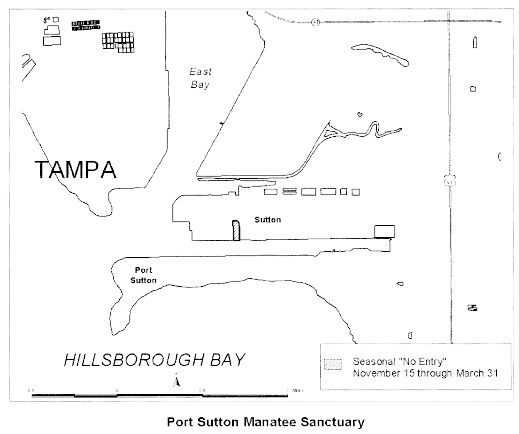 East
Bay
TAMPA
Sutton
Port
Sutton
HILLSBOROUGH BAY
Seasonal "No Entry"
November 15 through March 31
Miles
Port Sutton Manatee Sanctuary